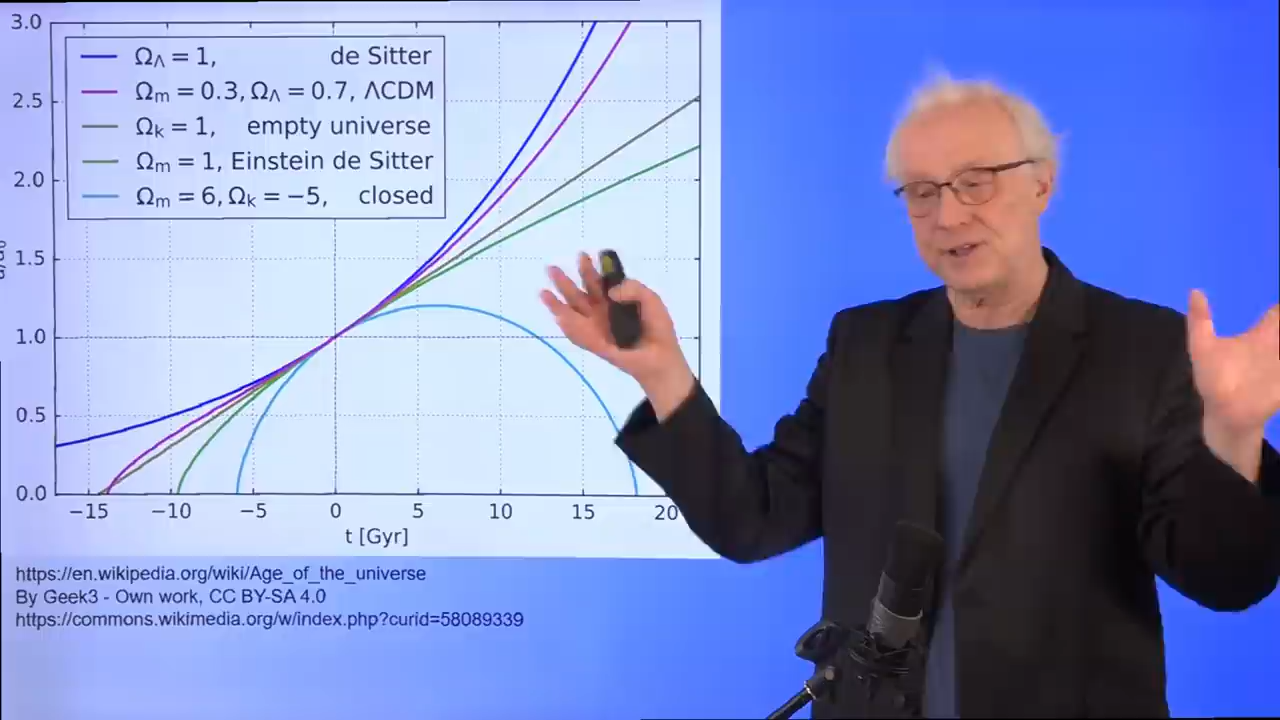 3.0
2.5
2.0
1.5
1.0
0.5
0.0
Ω_Λ = 1, de Sitter
Ω_m = 0.3, Ω_Λ = 0.7, ΛCDM
Ω_k = 1, empty universe
Ω_m = 1, Einstein de Sitter
Ω_m = 6, Ω_k = −5, closed
−15 −10 −5 0 5 10 15 20
t [Gyr]
https://en.wikipedia.org/wiki/Age_of_the_universe
By Geek3 - Own work, CC BY-SA 4.0
https://commons.wikimedia.org/w/index.php?curid=58089339